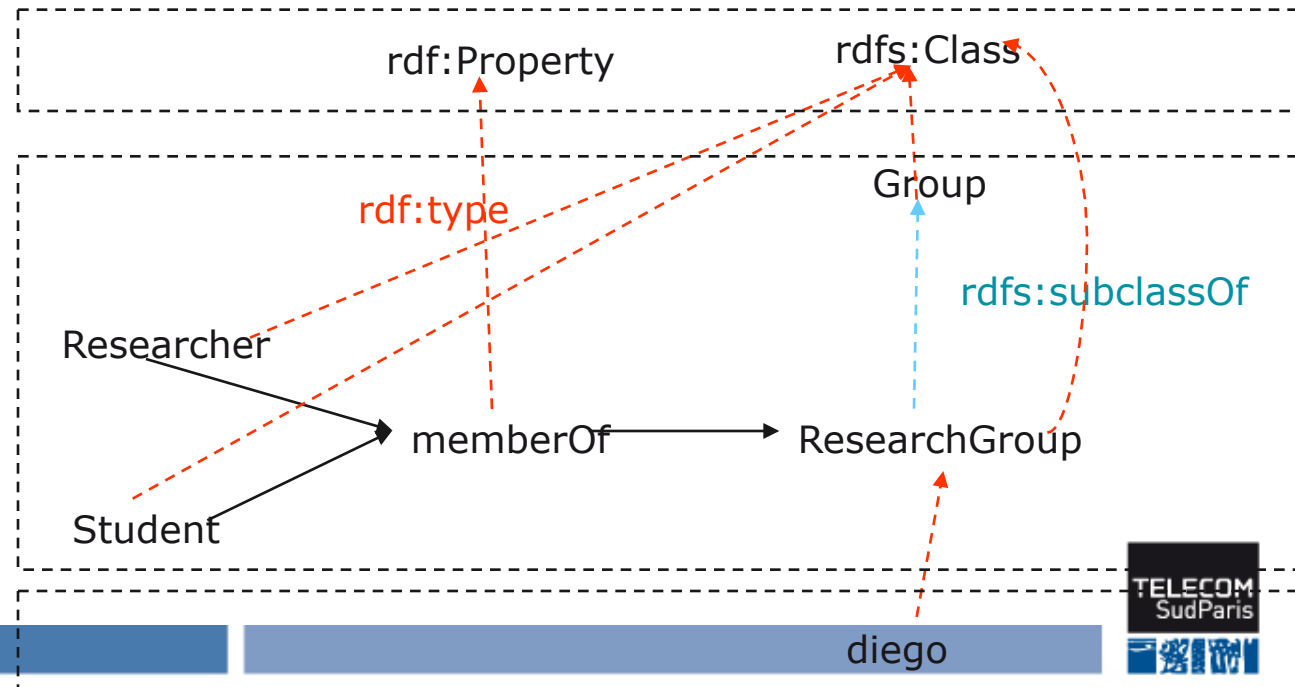 rdf:Property
rdfs:Class
Group
rdf:type
rdfs:subclassOf
Researcher
memberOf
ResearchGroup
Student
TELECOM
SudParis
diego